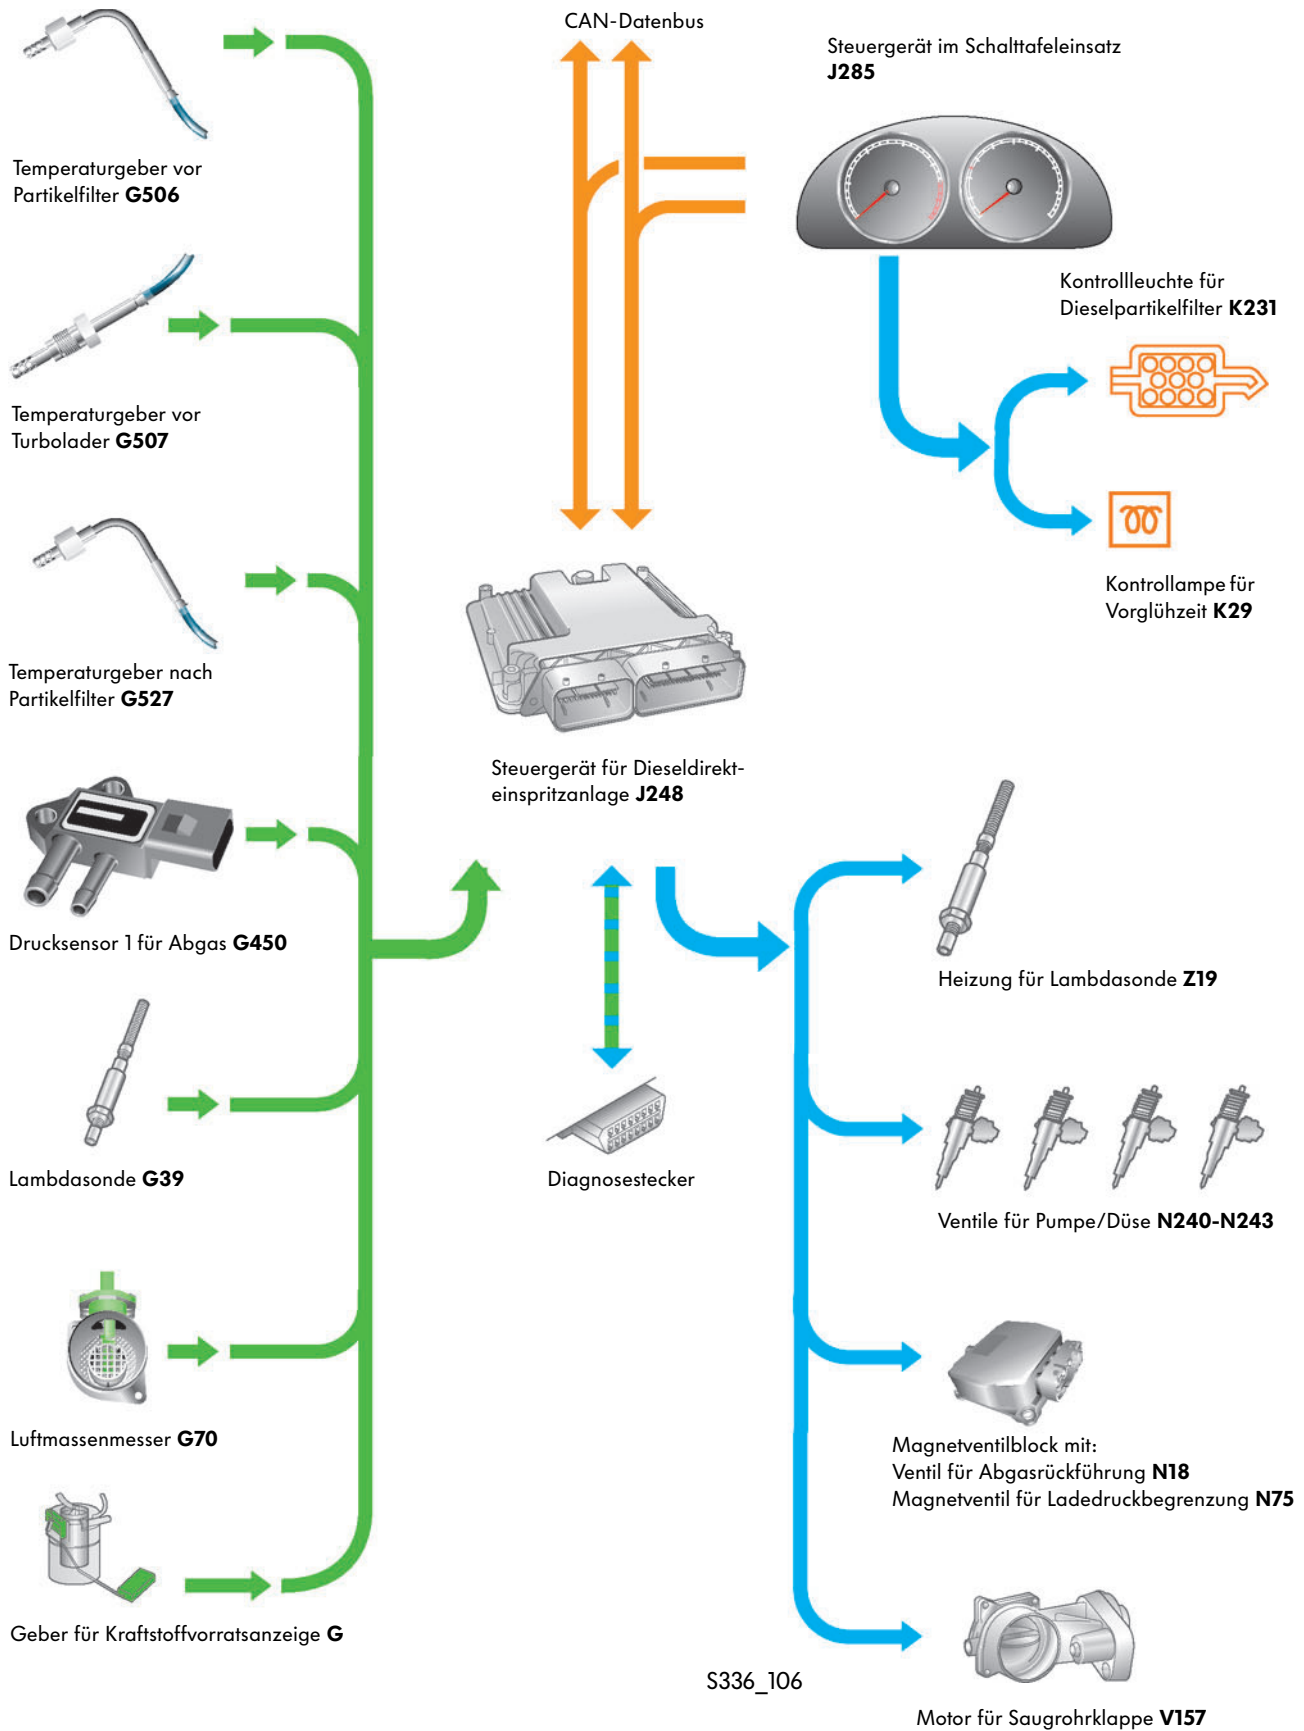 CAN-Datenbus
Steuergerät im Schalttafeleinsatz
J285
Temperaturgeber vor
Partikelfilter G506
Kontrollleuchte für
Dieselpartikelfilter K231
Temperaturgeber vor
Turbolader G507
Kontrollampe für
Vorglühzeit K29
Temperaturgeber nach
Partikelfilter G527
Steuergerät für Dieseldirekt-
einspritzanlage J248
Drucksensor 1 für Abgas G450
Heizung für Lambdasonde Z19
Lambdasonde G39
Diagnosestecker
Ventile für Pumpe/Düse N240-N243
Luftmassenmesser G70
Magnetventilblock mit:
Ventil für Abgasrückführung N18
Magnetventil für Ladedruckbegrenzung N75
Geber für Kraftstoffvorratsanzeige G
S336_106
Motor für Saugrohrklappe V157